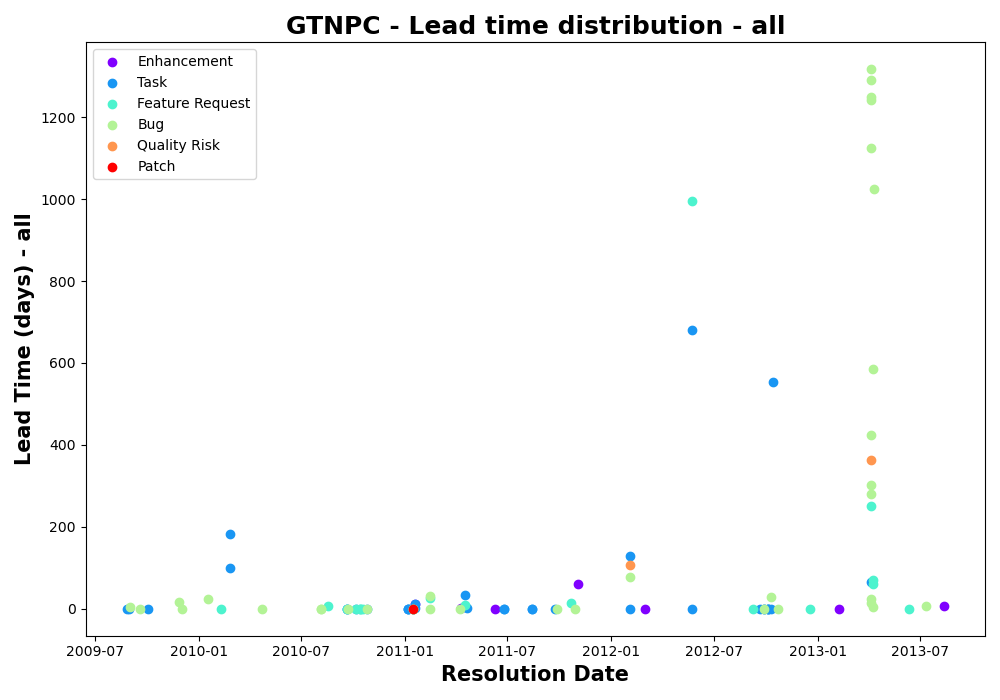 GTNPC - Lead time distribution - all
Enhancement
Task
Feature Request
Bug
Quality Risk
Patch
Lead Time (days) - all
1200
1000
800
600
400
200
0
2009-07 2010-01 2010-07 2011-01 2011-07 2012-01 2012-07 2013-01 2013-07
Resolution Date